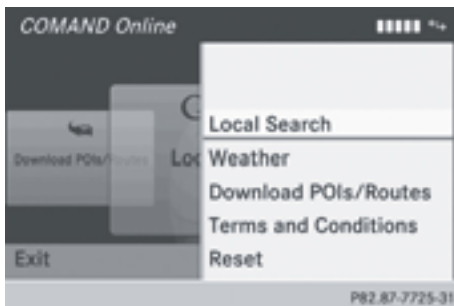 COMAND Online
Local Search
Download POIs/Routes
Loc
Weather
Download POIs/Routes
Terms and Conditions
Exit
Reset
P82.87-7725-31